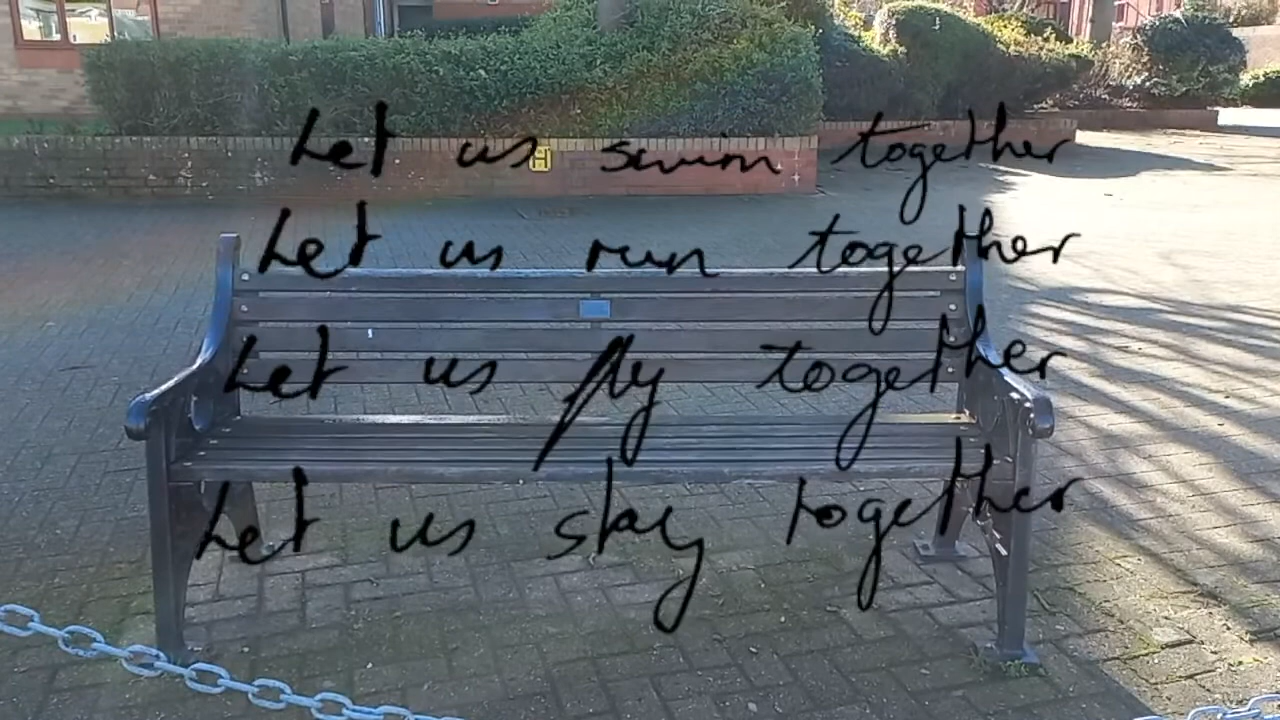 Let us swim together
Let us run together
Let us fly together
Let us stay together